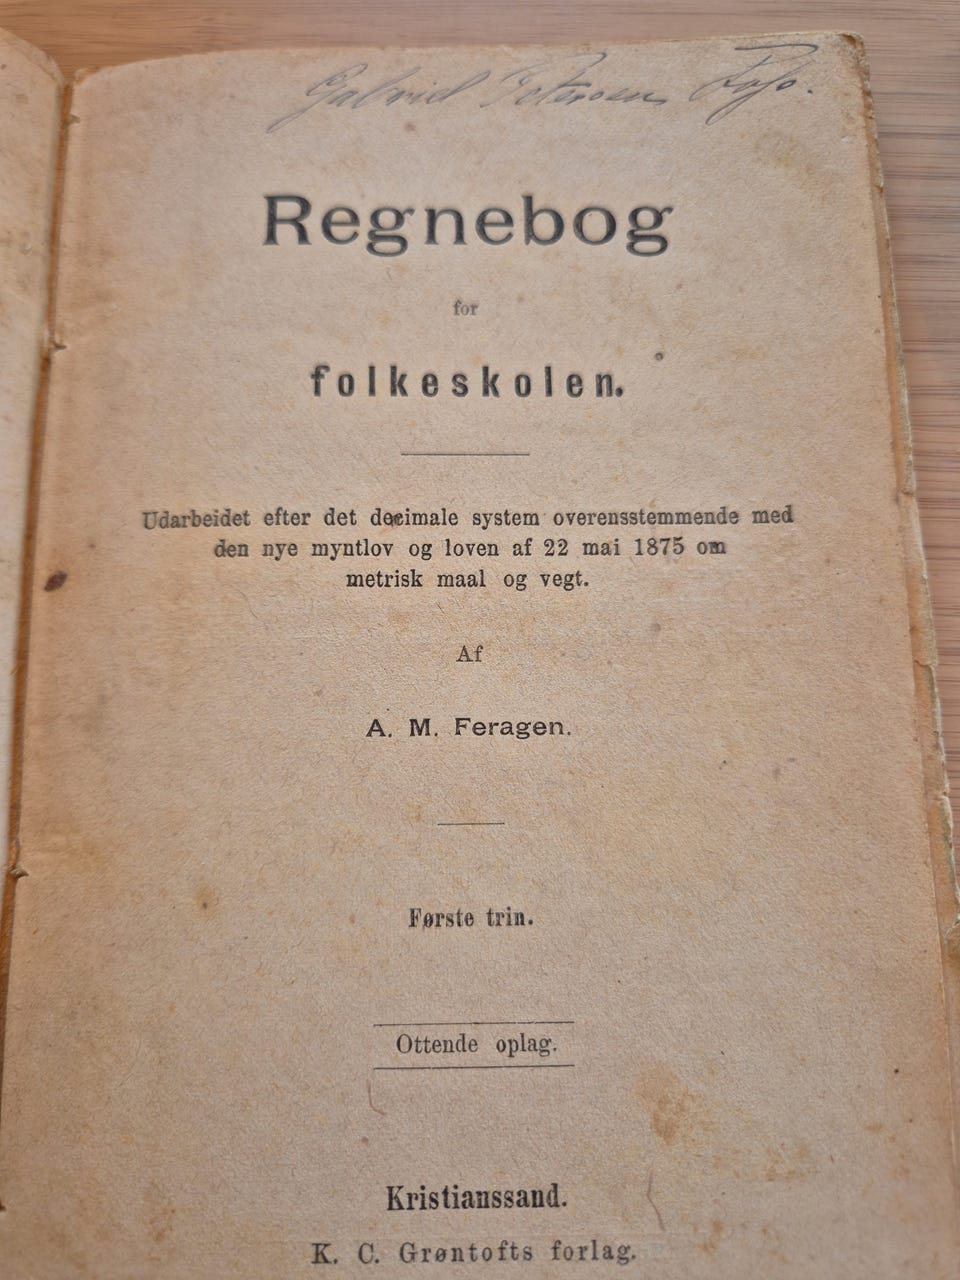 Gabriel Petersen
Regnebog
for
folkeskolen.
Udarbeidet efter det decimale system overensstemmende med
den nye myntlov og loven af 22 mai 1875 om
metrisk maal og vegt.
Af
A. M. Feragen.
Første trin.
Ottende oplag.
Kristianssand.
K. C. Grøntofts forlag.